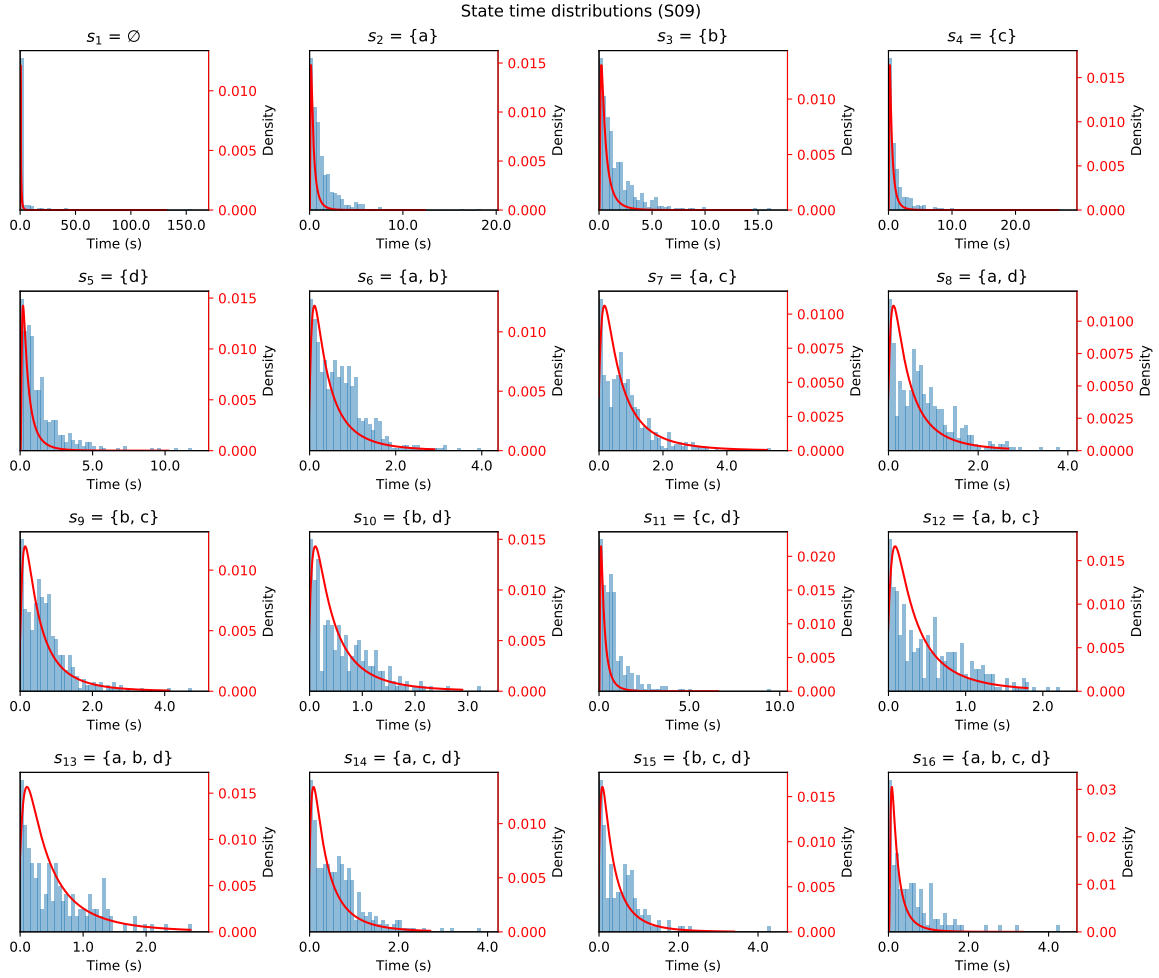 State time distributions (S09)
s₁ = ∅
0.000
0.005
0.010
Density
0.0 50.0 100.0 150.0
Time (s)
s₂ = {a}
0.000
0.005
0.010
0.015
Density
0.0 10.0 20.0
Time (s)
s₃ = {b}
0.000
0.005
0.010
Density
0.0 5.0 10.0 15.0
Time (s)
s₄ = {c}
0.000
0.005
0.010
0.015
Density
0.0 10.0 20.0
Time (s)
s₅ = {d}
0.000
0.005
0.010
0.015
Density
0.0 5.0 10.0
Time (s)
s₆ = {a, b}
0.000
0.005
0.010
Density
0.0 2.0 4.0
Time (s)
s₇ = {a, c}
0.0000
0.0025
0.0050
0.0075
0.0100
Density
0.0 2.0 4.0
Time (s)
s₈ = {a, d}
0.0000
0.0025
0.0050
0.0075
0.0100
Density
0.0 2.0 4.0
Time (s)
s₉ = {b, c}
0.000
0.005
0.010
Density
0.0 2.0 4.0
Time (s)
s₁₀ = {b, d}
0.000
0.005
0.010
0.015
Density
0.0 1.0 2.0 3.0
Time (s)
s₁₁ = {c, d}
0.000
0.005
0.010
0.015
0.020
Density
0.0 5.0 10.0
Time (s)
s₁₂ = {a, b, c}
0.000
0.005
0.010
0.015
Density
0.0 1.0 2.0
Time (s)
s₁₃ = {a, b, d}
0.000
0.005
0.010
0.015
Density
0.0 1.0 2.0
Time (s)
s₁₄ = {a, c, d}
0.000
0.005
0.010
Density
0.0 2.0 4.0
Time (s)
s₁₅ = {b, c, d}
0.000
0.005
0.010
0.015
Density
0.0 2.0 4.0
Time (s)
s₁₆ = {a, b, c, d}
0.00
0.01
0.02
0.03
Density
0.0 2.0 4.0
Time (s)